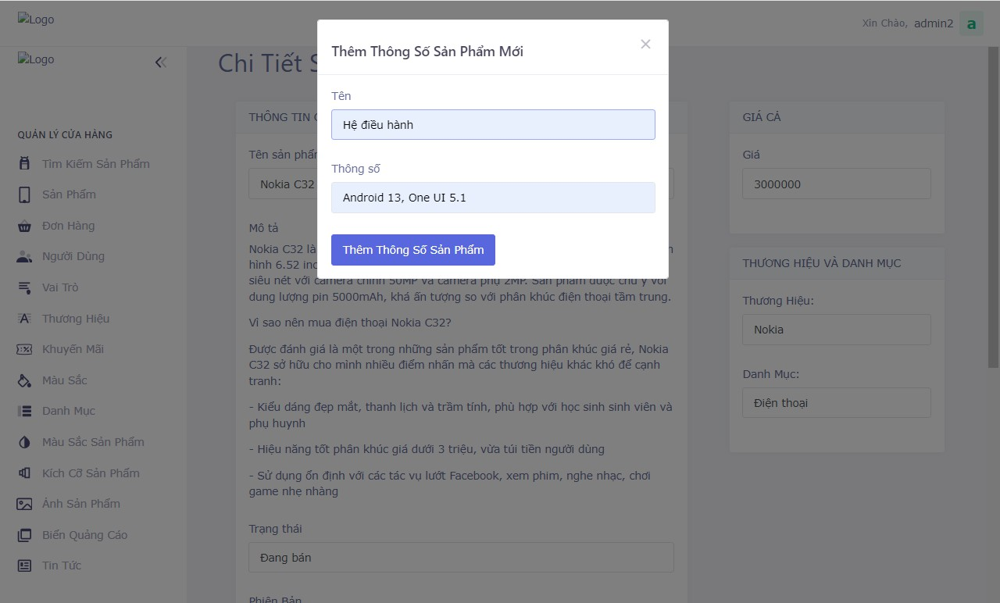 Logo
Xin Chào, admin2 a
Logo
QUẢN LÝ CỬA HÀNG
Tìm Kiếm Sản Phẩm
Sản Phẩm
Đơn Hàng
Người Dùng
Vai Trò
Thương Hiệu
Khuyến Mãi
Màu Sắc
Danh Mục
Màu Sắc Sản Phẩm
Kích Cỡ Sản Phẩm
Ảnh Sản Phẩm
Biển Quảng Cáo
Tin Tức
Chi Tiết
Thêm Thông Số Sản Phẩm Mới
Tên
Hệ điều hành
Thông số
Android 13, One UI 5.1
Thêm Thông Số Sản Phẩm
THÔNG TIN
Tên sản phẩm
Nokia C32
Mô tả
Nokia C32 là
hình 6.52
siêu nét với camera chính 50MP và camera phụ 2MP. Sản phẩm được chú ý với
dung lượng pin 5000mAh, khá ấn tượng so với phân khúc điện thoại tầm trung.
Vì sao nên mua điện thoại Nokia C32?
Được đánh giá là một trong những sản phẩm tốt trong phân khúc giá rẻ, Nokia
C32 sở hữu cho mình nhiều điểm nhấn mà các thương hiệu khác khó để cạnh
tranh:
- Kiểu dáng đẹp mắt, thanh lịch và trầm tính, phù hợp với học sinh sinh viên và
phụ huynh
- Hiệu năng tốt phân khúc giá dưới 3 triệu, vừa túi tiền người dùng
- Sử dụng ổn định với các tác vụ lướt Facebook, xem phim, nghe nhạc, chơi
game nhẹ nhàng
Trạng thái
Đang bán
Phiên Bản
GIÁ CẢ
Giá
3000000
THƯƠNG HIỆU VÀ DANH MỤC
Thương Hiệu:
Nokia
Danh Mục:
Điện thoại